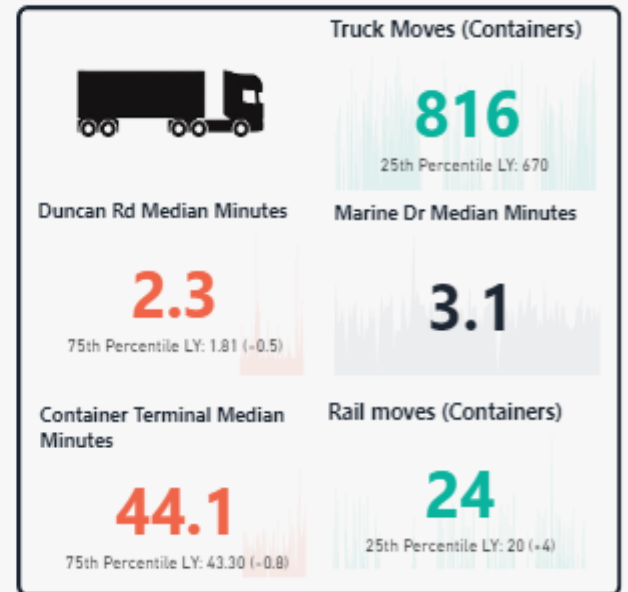 Truck Moves (Containers)
816
25th Percentile LY: 670
Duncan Rd Median Minutes
2.3
75th Percentile LY: 1.81 (-0.5)
Marine Dr Median Minutes
3.1
Container Terminal Median
Minutes
44.1
75th Percentile LY: 43.30 (-0.8)
Rail moves (Containers)
24
25th Percentile LY: 20 (+4)